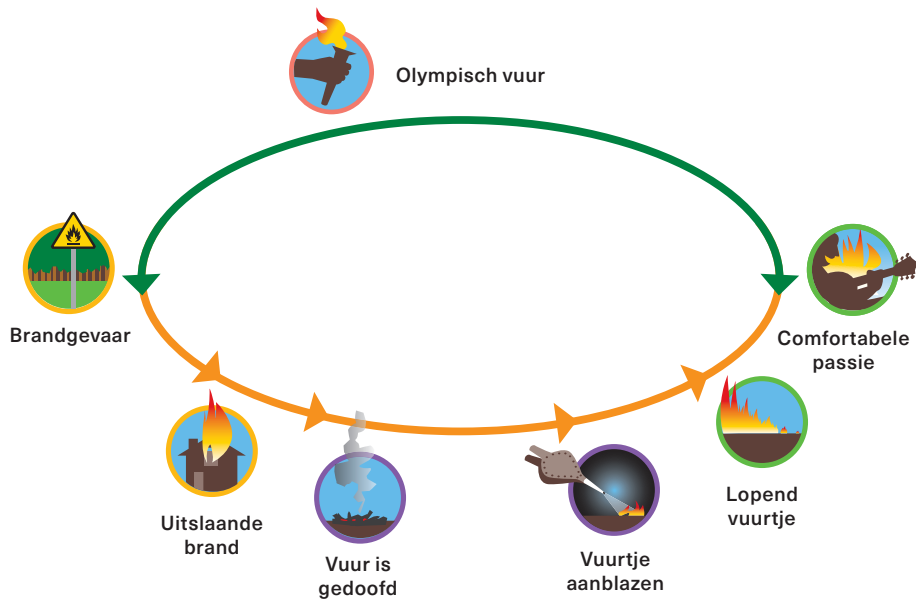 Olympisch vuur
Brandgevaar
Comfortabele
passie
Uitslaande
brand
Vuur is
gedoofd
Vuurtje
aanblazen
Lopend
vuurtje